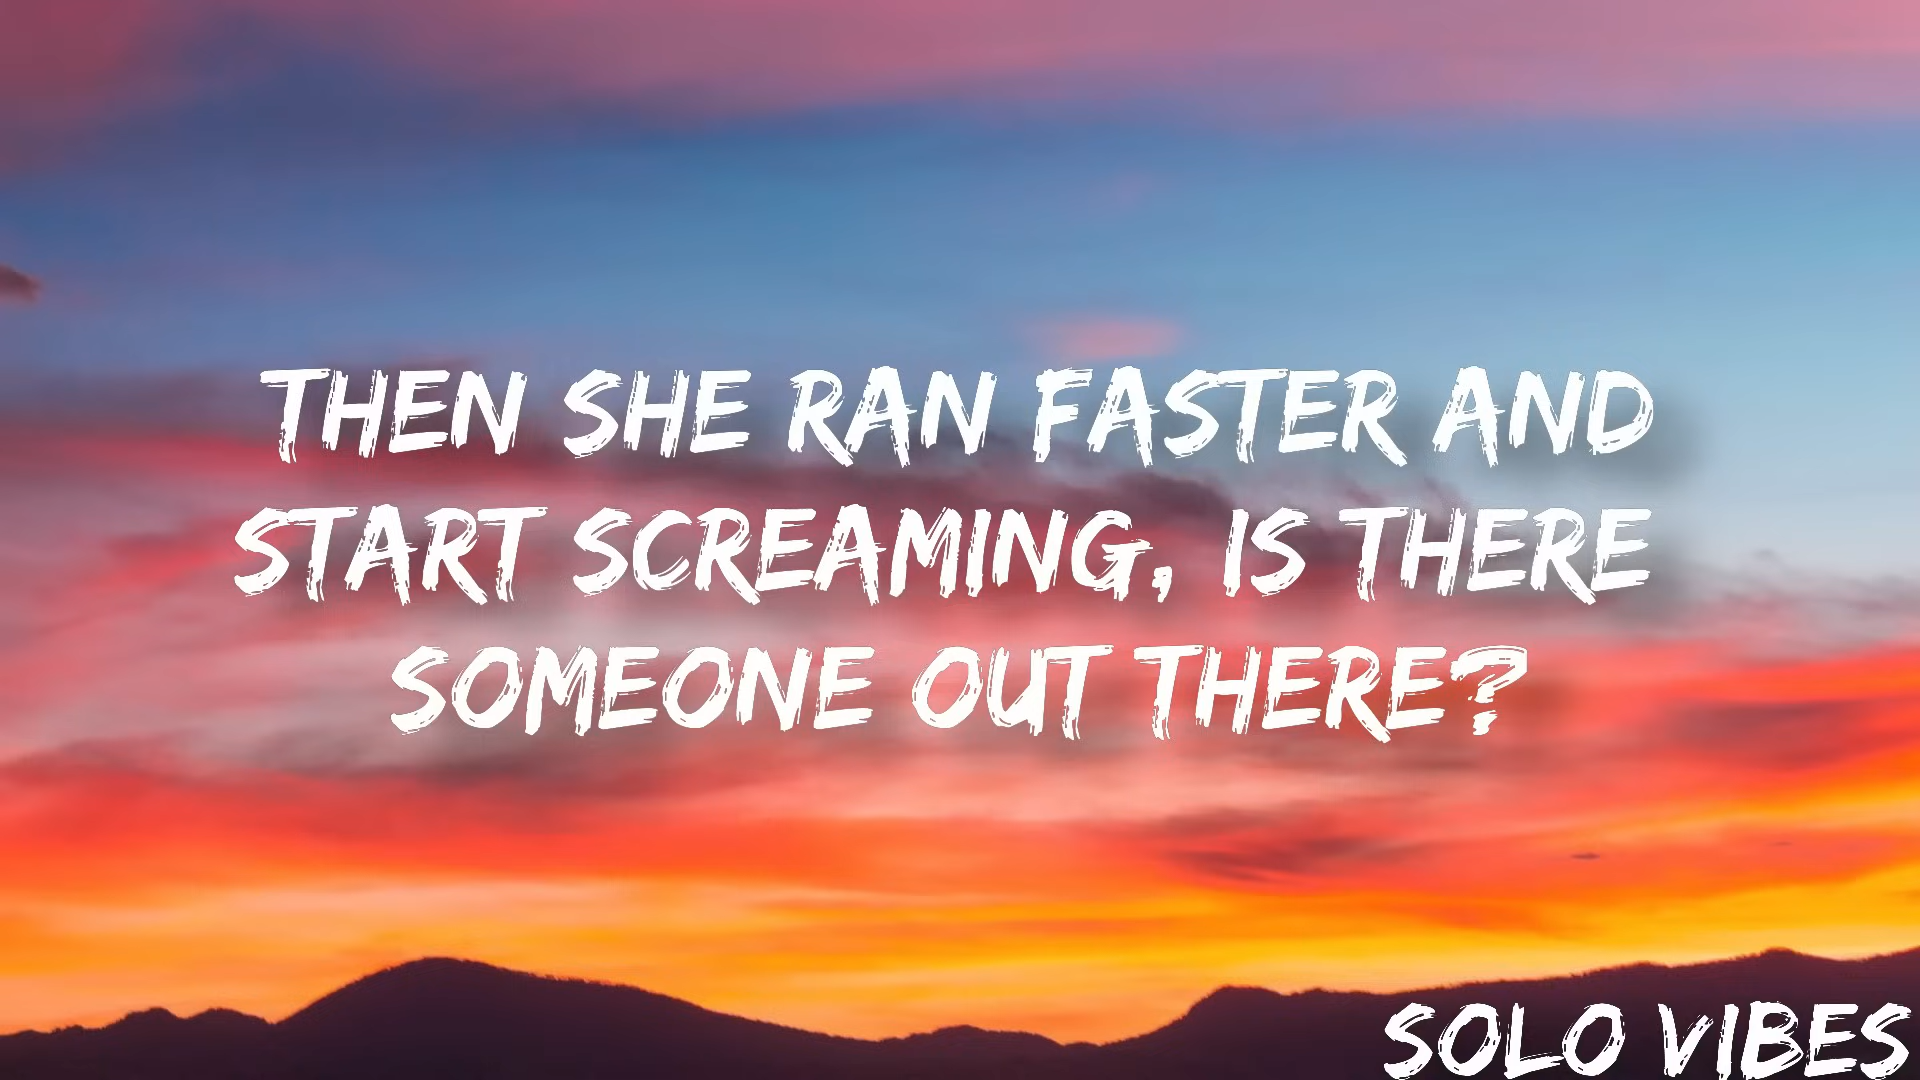 THEN SHE RAN FASTER AND
START SCREAMING, IS THERE
SOMEONE OUT THERE?
SOLO VIBES